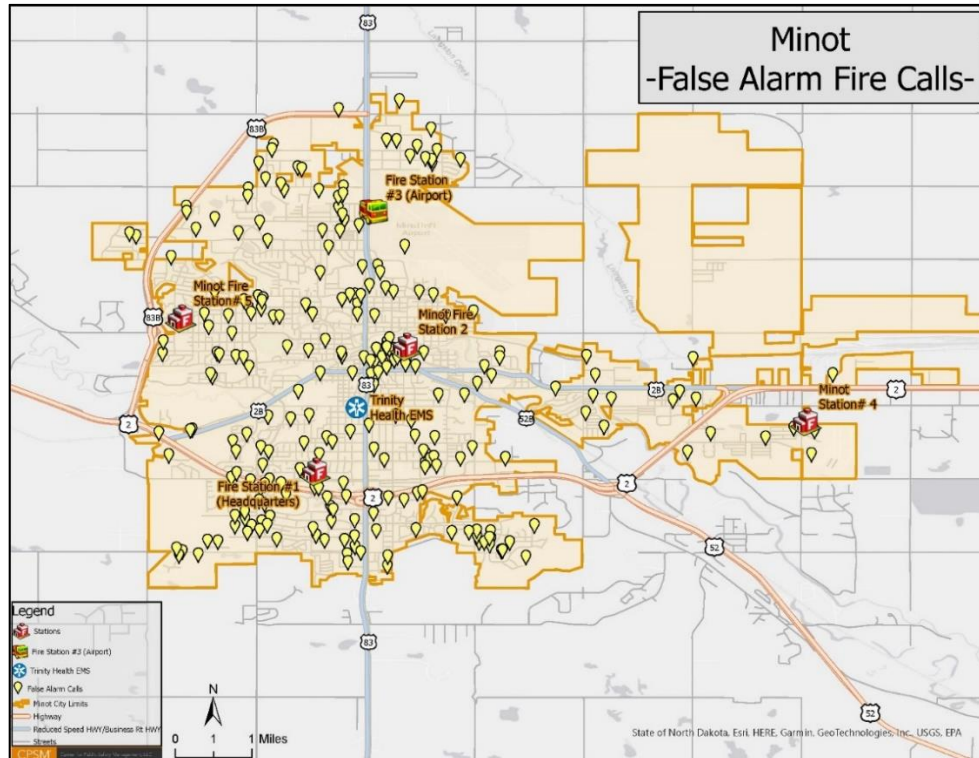 Minot
-False Alarm Fire Calls-
83
Livingston Creek
83B
Fire Station
#3 (Airport)
Minot Fire
Station# 5
83B
Minot Fire
Station 2
83
Trinity
Health EMS
2B
2
52B
2B
Minot
Station# 4
2
Fire Station #1
(Headquarters)
2
2
52
83
52
Legend
Stations
Fire Station #3 (Airport)
Trinity Health EMS
False Alarm Calls
Minot City Limits
Highway
Reduced Speed HWY/Business Rt HWY
Streets
CPSM
N
0 1 1 Miles
State of North Dakota, Esri, HERE, Garmin, GeoTechnologies, Inc., USGS, EPA